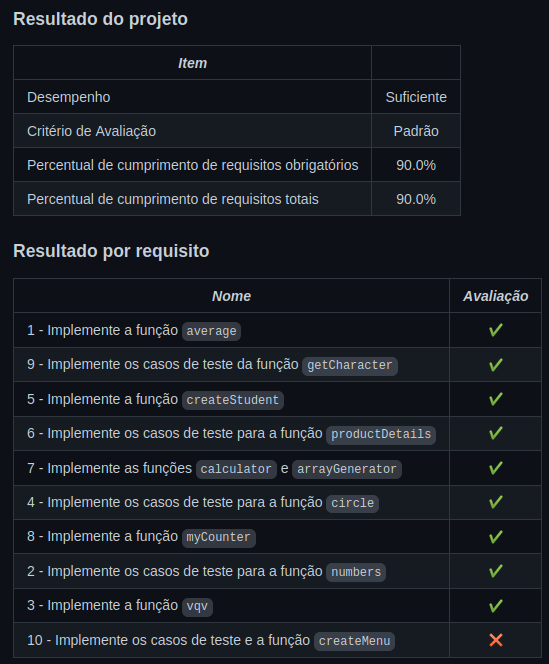 Resultado do projeto
Item
Desempenho Suficiente
Critério de Avaliação Padrão
Percentual de cumprimento de requisitos obrigatórios 90.0%
Percentual de cumprimento de requisitos totais 90.0%
Resultado por requisito
Nome Avaliação
1 - Implemente a função average ✔
9 - Implemente os casos de teste da função getCharacter ✔
5 - Implemente a função createStudent ✔
6 - Implemente os casos de teste para a função productDetails ✔
7 - Implemente as funções calculator e arrayGenerator ✔
4 - Implemente os casos de teste para a função circle ✔
8 - Implemente a função myCounter ✔
2 - Implemente os casos de teste para a função numbers ✔
3 - Implemente a função vqv ✔
10 - Implemente os casos de teste e a função createMenu ❌